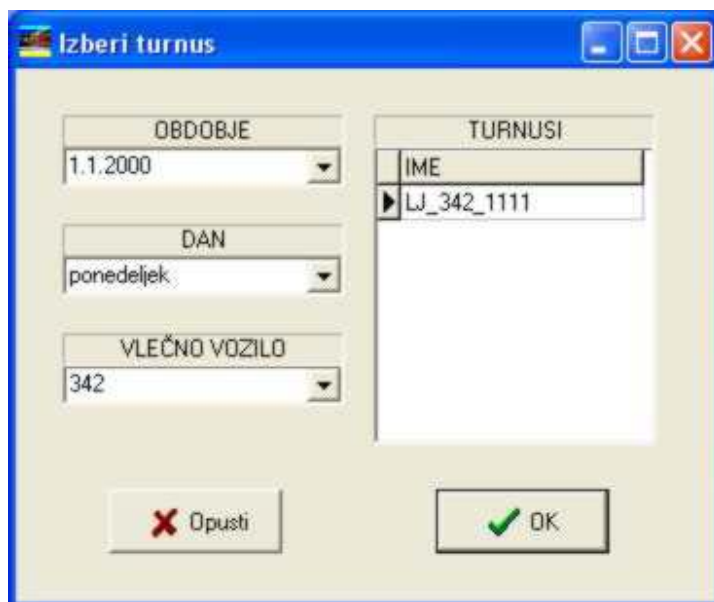 Izberi turnus
OBDOBJE
1.1.2000
DAN
ponedeljek
VLEČNO VOZILO
342
TURNUSI
IME
LJ_342_1111
Opusti
OK